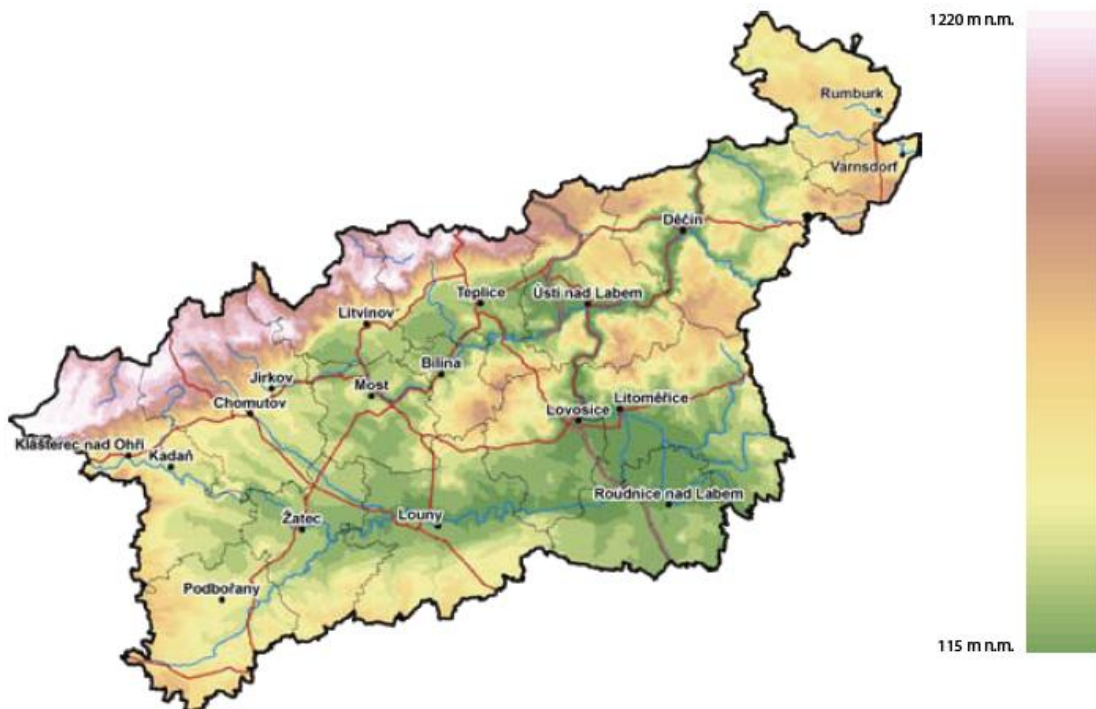 1220 m n.m.
Rumburk
Varnsdorf
Děčín
Teplice
Ústí nad Labem
Litvínov
Bílina
Jirkov
Most
Chomutov
Litoměřice
Lovosice
Klášterec nad Ohří
Kadaň
Roudnice nad Labem
Louny
Žatec
Podbořany
115 m n.m.